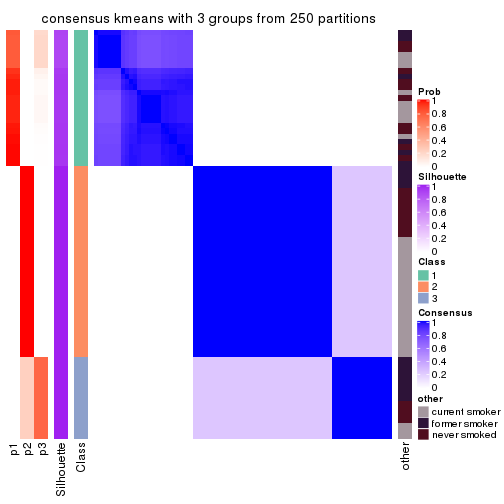 consensus kmeans with 3 groups from 250 partitions
Prob
1
0.8
0.6
0.4
0.2
0
Silhouette
1
0.8
0.6
0.4
0.2
0
Class
1
2
3
Consensus
1
0.8
0.6
0.4
0.2
0
other
current smoker
former smoker
never smoked
p1
p2
p3
Silhouette
Class
other